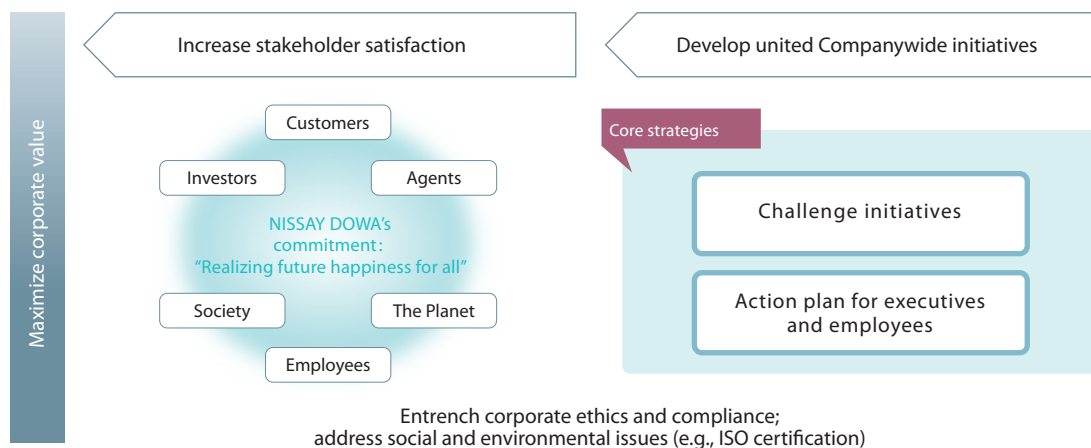 Maximize corporate value
Increase stakeholder satisfaction
Develop united Companywide initiatives
Customers
Investors
Agents
NISSAY DOWA’s
commitment:
“Realizing future happiness for all”
Society
The Planet
Employees
Core strategies
Challenge initiatives
Action plan for executives
and employees
Entrench corporate ethics and compliance;
address social and environmental issues (e.g., ISO certification)